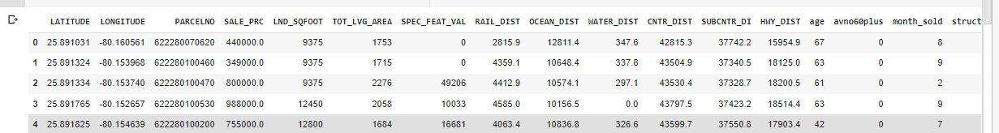 LATITUDE LONGITUDE PARCELNO SALE_PRC LND_SQFOOT TOT_LVG_AREA SPEC_FEAT_VAL RAIL_DIST OCEAN_DIST WATER_DIST CNTR_DIST SUBCNTR_DI HWY_DIST age avno60plus month_sold struct
0 25.891031 -80.160561 622280070620 440000.0 9375 1753 0 2815.9 12811.4 347.6 42815.3 37742.2 15954.9 67 0 8
1 25.891324 -80.153968 622280100460 349000.0 9375 1715 0 4359.1 10648.4 337.8 43504.9 37340.5 18125.0 63 0 9
2 25.891334 -80.153740 622280100470 800000.0 9375 2276 49206 4412.9 10574.1 297.1 43530.4 37328.7 18200.5 61 0 2
3 25.891765 -80.152657 622280100530 988000.0 12450 2058 10033 4585.0 10156.5 0.0 43797.5 37423.2 18514.4 63 0 9
4 25.891825 -80.154639 622280100200 755000.0 12800 1684 16681 4063.4 10836.8 326.6 43599.7 37550.8 17903.4 42 0 7